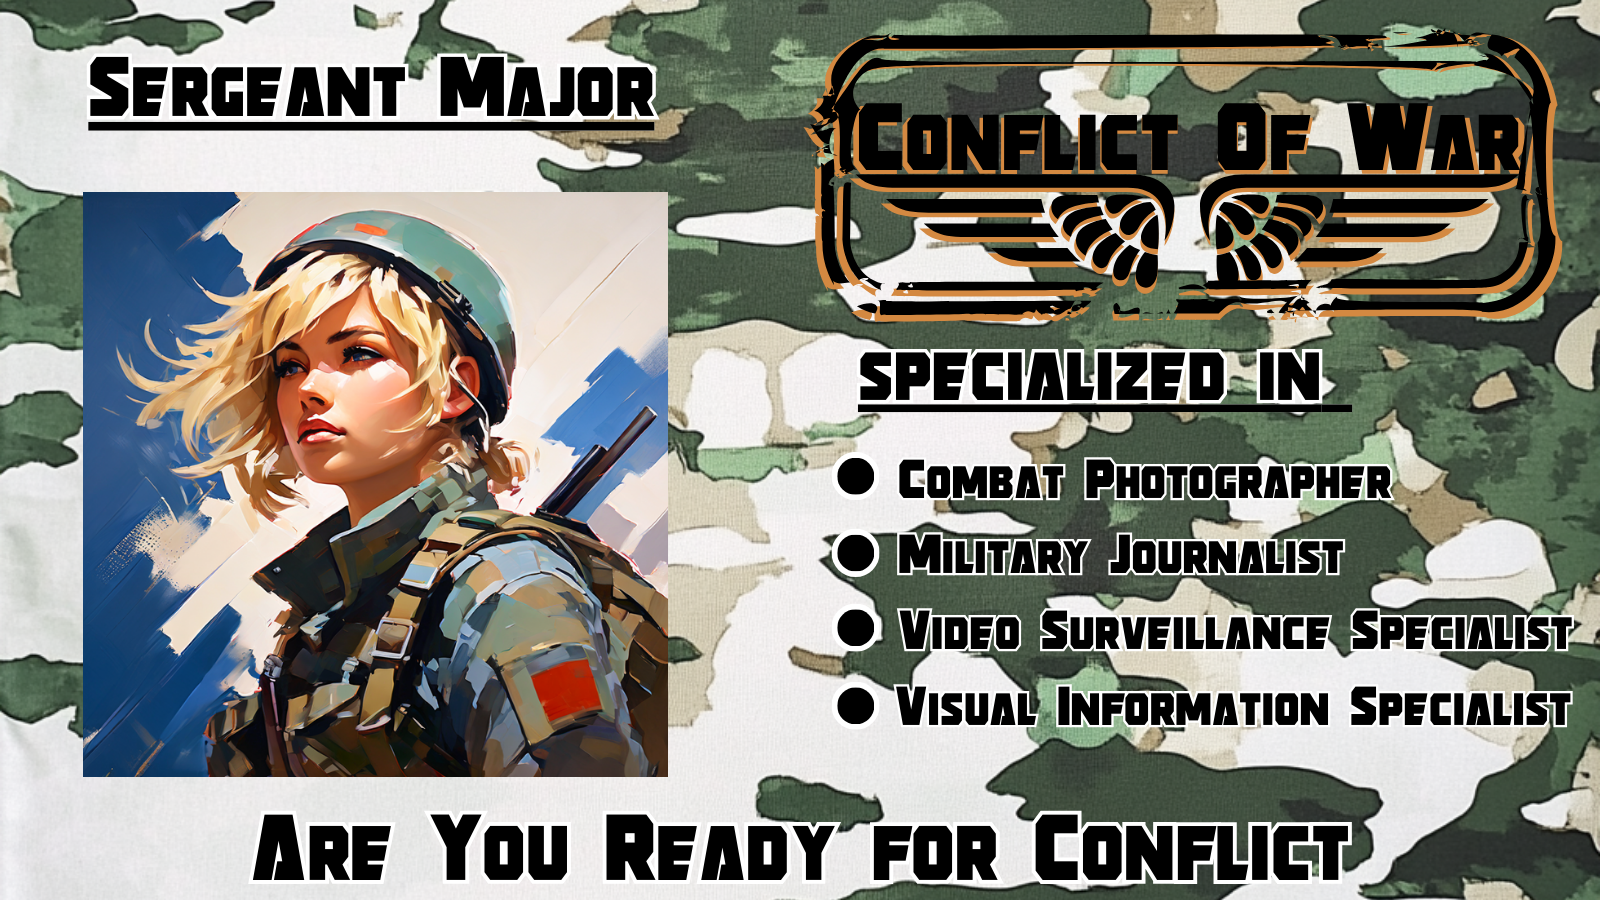 Sergeant Major
Conflict Of War
Specialized in
Combat Photographer
Military Journalist
Video Surveillance Specialist
Visual Information Specialist
Are You Ready for Conflict